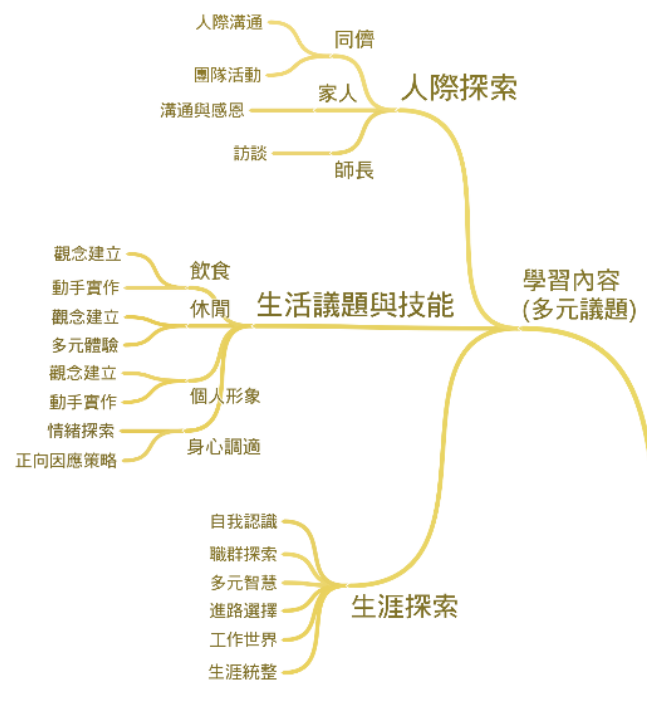 人際溝通
同儕
團隊活動
人際探索
家人
溝通與感恩
訪談
師長
觀念建立
飲食
動手實作
學習內容
(多元議題)
休閒
生活議題與技能
觀念建立
多元體驗
觀念建立
個人形象
動手實作
情緒探索
身心調適
正向因應策略
自我認識
職群探索
多元智慧
生涯探索
進路選擇
工作世界
生涯統整